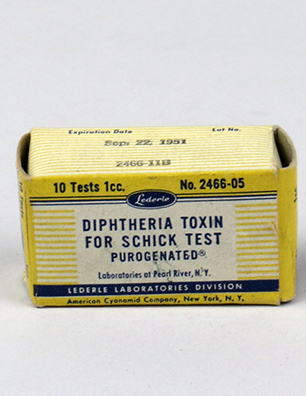 Expiration Date Lot No.
Sep. 22, 1951
2466-11B
10 Tests 1cc. No. 2466-05
Lederle
DIPHTHERIA TOXIN
FOR SCHICK TEST
PUROGENATED®
Laboratories at Pearl River, N.Y.
LEDERLE LABORATORIES DIVISION
American Cyanamid Company, New York, N. Y.